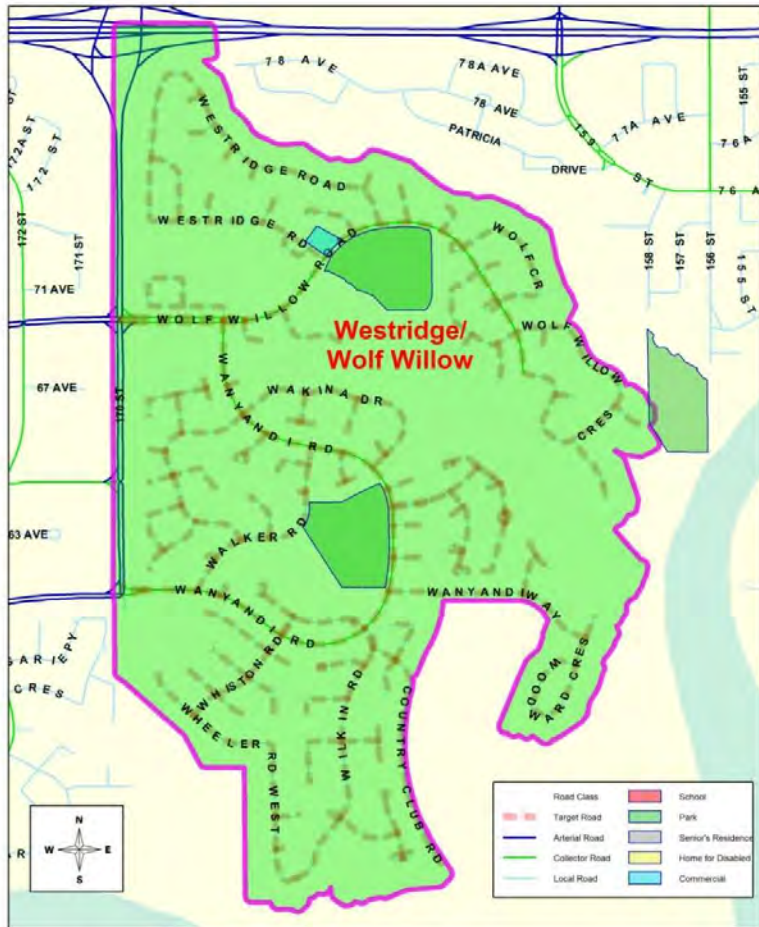 78 AVE
78A AVE
78 AVE
PATRICIA
DRIVE
159 ST
77A AVE
155 ST
76 A
76 A
172A ST
172 ST
172 ST
171 ST
WESTRIDGE ROAD
WESTRIDGE RD
WOLF CR
158 ST
157 ST
156 ST
155 ST
71 AVE
WOLF WILLOW ROAD
Westridge/
Wolf Willow
WOLF WILLOW
CRES
WANYANDI RD
WAKINA DR
67 AVE
170 ST
63 AVE
WALKER RD
WANYANDI RD
WANYANDI WAY
GARIEPY
CRES
WHISTON RD
WOOD
WARD CRES
WHEELER RD WEST
WILKIN RD
COUNTRY CLUB RD
N
W E
S
Road Class
Target Road
Arterial Road
Collector Road
Local Road
School
Park
Senior's Residence
Home for Disabled
Commercial